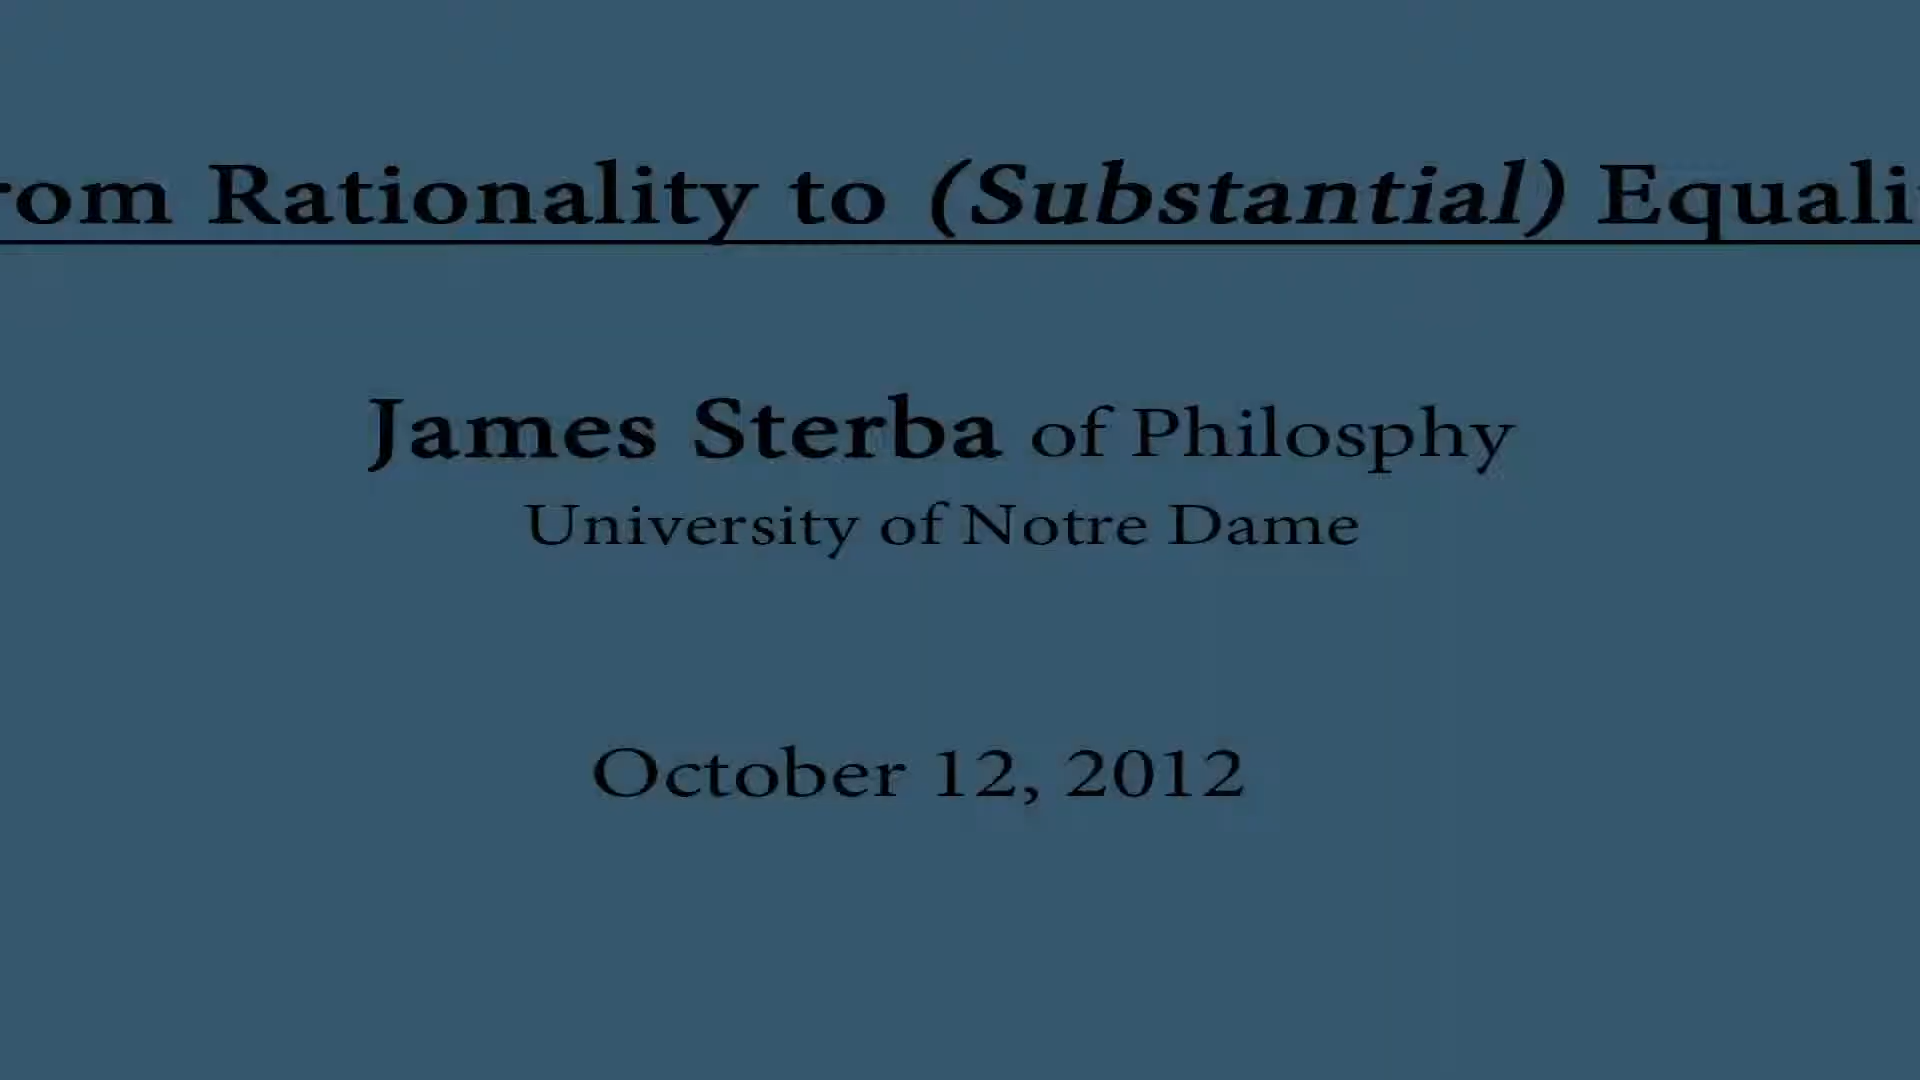 rom Rationality to (Substantial) Equali
James Sterba of Philosphy
University of Notre Dame
October 12, 2012